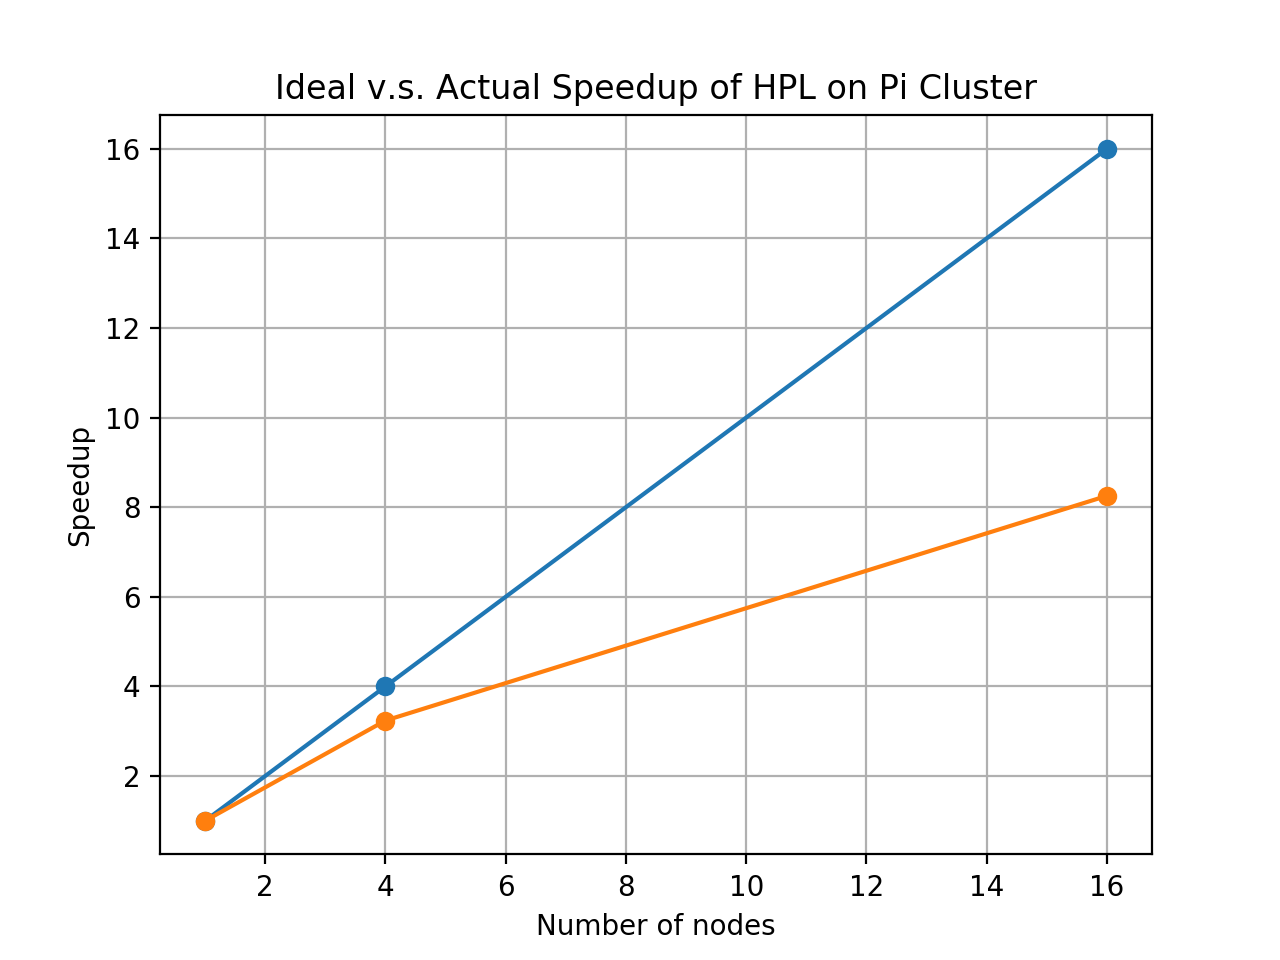 Ideal v.s. Actual Speedup of HPL on Pi Cluster
16
14
12
10
8
6
4
2
Speedup
2 4 6 8 10 12 14 16
Number of nodes